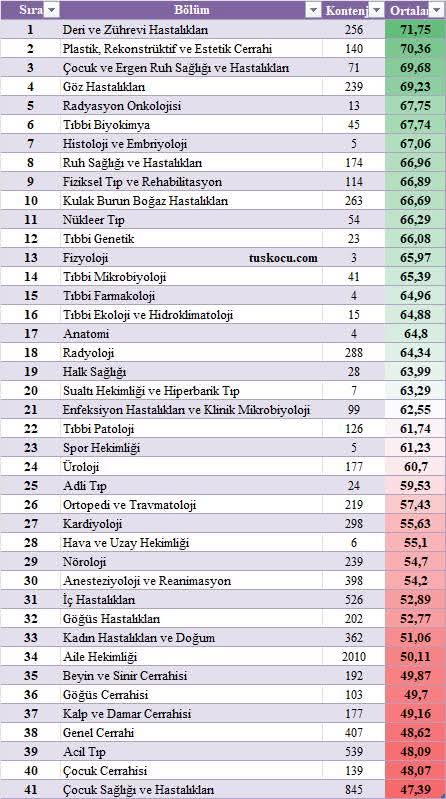 Sıra Bölüm Kontenj Ortalar
1 Deri ve Zührevi Hastalıkları 256 71,75
2 Plastik, Rekonstrüktif ve Estetik Cerrahi 140 70,36
3 Çocuk ve Ergen Ruh Sağlığı ve Hastalıkları 71 69,68
4 Göz Hastalıkları 239 69,23
5 Radyasyon Onkolojisi 13 67,75
6 Tıbbi Biyokimya 45 67,74
7 Histoloji ve Embriyoloji 5 67,06
8 Ruh Sağlığı ve Hastalıkları 174 66,96
9 Fiziksel Tıp ve Rehabilitasyon 114 66,89
10 Kulak Burun Boğaz Hastalıkları 263 66,69
11 Nükleer Tıp 54 66,29
12 Tıbbi Genetik 23 66,08
13 Fizyoloji tuskocu.com 3 65,97
14 Tıbbi Mikrobiyoloji 41 65,39
15 Tıbbi Farmakoloji 4 64,96
16 Tıbbi Ekoloji ve Hidroklimatoloji 15 64,88
17 Anatomi 4 64,8
18 Radyoloji 288 64,34
19 Halk Sağlığı 28 63,99
20 Sualtı Hekimliği ve Hiperbarik Tıp 7 63,29
21 Enfeksiyon Hastalıkları ve Klinik Mikrobiyoloji 99 62,55
22 Tıbbi Patoloji 126 61,74
23 Spor Hekimliği 5 61,23
24 Üroloji 177 60,7
25 Adli Tıp 24 59,53
26 Ortopedi ve Travmatoloji 219 57,43
27 Kardiyoloji 298 55,63
28 Hava ve Uzay Hekimliği 6 55,1
29 Nöroloji 239 54,7
30 Anesteziyoloji ve Reanimasyon 398 54,2
31 İç Hastalıkları 526 52,89
32 Göğüs Hastalıkları 202 52,77
33 Kadın Hastalıkları ve Doğum 362 51,06
34 Aile Hekimliği 2010 50,11
35 Beyin ve Sinir Cerrahisi 192 49,87
36 Göğüs Cerrahisi 103 49,7
37 Kalp ve Damar Cerrahisi 177 49,16
38 Genel Cerrahi 407 48,62
39 Acil Tıp 539 48,09
40 Çocuk Cerrahisi 139 48,07
41 Çocuk Sağlığı ve Hastalıkları 845 47,39